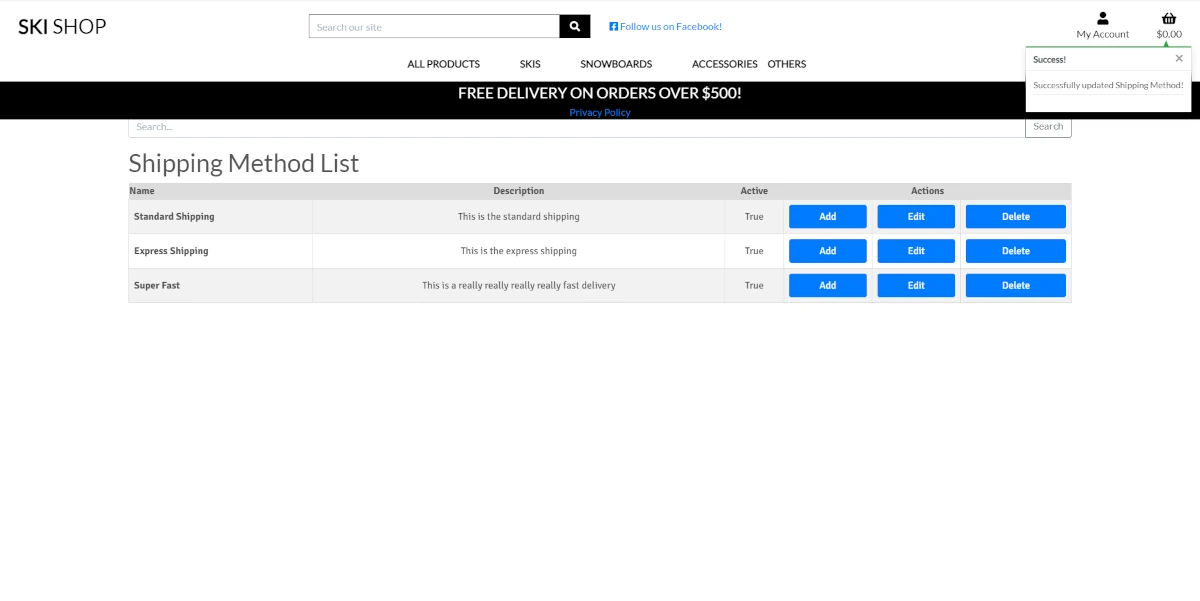 SKI SHOP
Search our site
Follow us on Facebook!
My Account
$0.00
ALL PRODUCTS SKIS SNOWBOARDS ACCESSORIES OTHERS
Success!
Successfully updated Shipping Method!
FREE DELIVERY ON ORDERS OVER $500!
Privacy Policy
Search... Search
Shipping Method List
Name Description Active Actions
Standard Shipping This is the standard shipping True Add Edit Delete
Express Shipping This is the express shipping True Add Edit Delete
Super Fast This is a really really really really fast delivery True Add Edit Delete